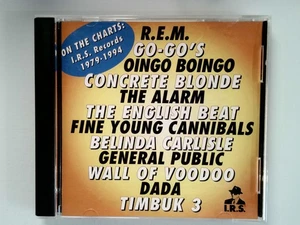 ON THE CHARTS:
I.R.S. Records
1979-1994
R.E.M.
GO-GO'S
OINGO BOINGO
CONCRETE BLONDE
THE ALARM
THE ENGLISH BEAT
FINE YOUNG CANNIBALS
BELINDA CARLISLE
GENERAL PUBLIC
WALL OF VOODOO
DADA
TIMBUK 3
I.R.S.